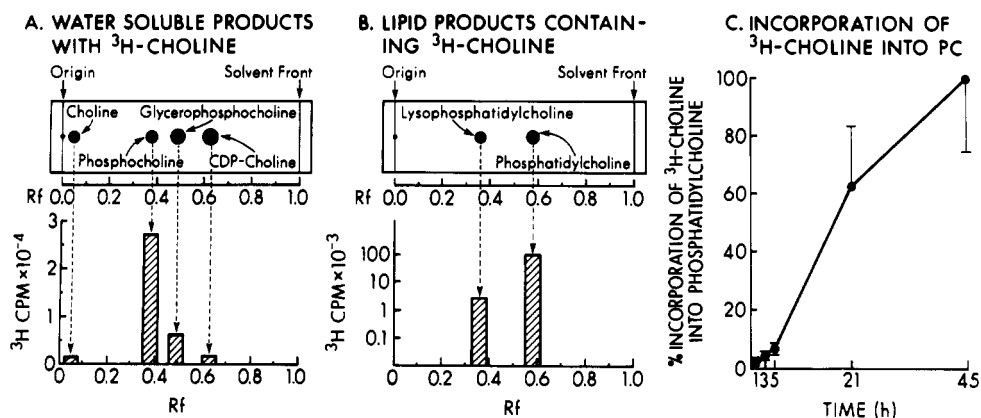 A. WATER SOLUBLE PRODUCTS
WITH ³H-CHOLINE
Origin
Solvent Front
Choline
Glycerophosphocholine
Phosphocholine
CDP-Choline
Rf 0 0.2 0.4 0.6 0.8 1.0
³H CPM×10⁻⁴
3
2
1
0
0 0.2 0.4 0.6 0.8 1.0
Rf
B. LIPID PRODUCTS CONTAIN-
ING ³H-CHOLINE
Origin
Solvent Front
Lysophosphatidylcholine
Phosphatidylcholine
Rf 0 0.2 0.4 0.6 0.8 1.0
³H CPM×10⁻³
100
10
1
0.1
0 0.2 0.4 0.6 0.8 1.0
Rf
C. INCORPORATION OF
³H-CHOLINE INTO PC
% INCORPORATION OF ³H-CHOLINE
INTO PHOSPHATIDYLCHOLINE
100
80
60
40
20
0
1 3 5 21 45
TIME (h)